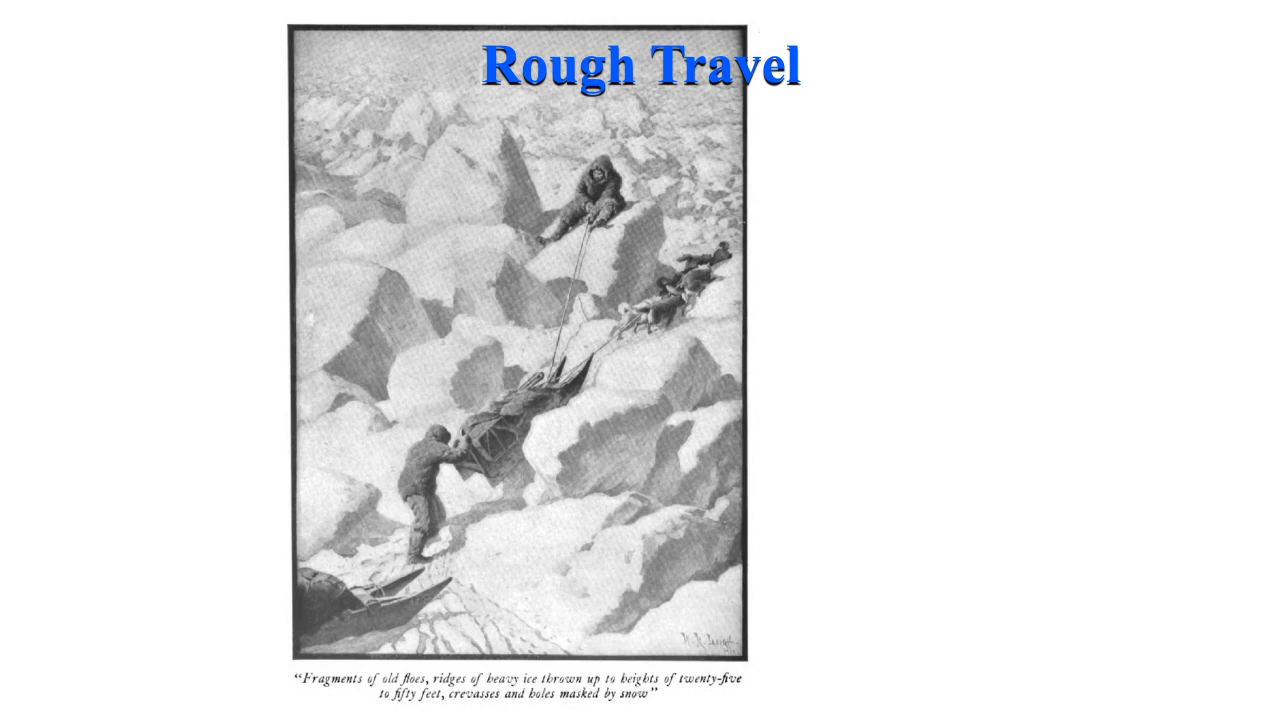 Rough Travel
“Fragments of old floes, ridges of heavy ice thrown up to heights of twenty-five
to fifty feet, crevasses and holes masked by snow”